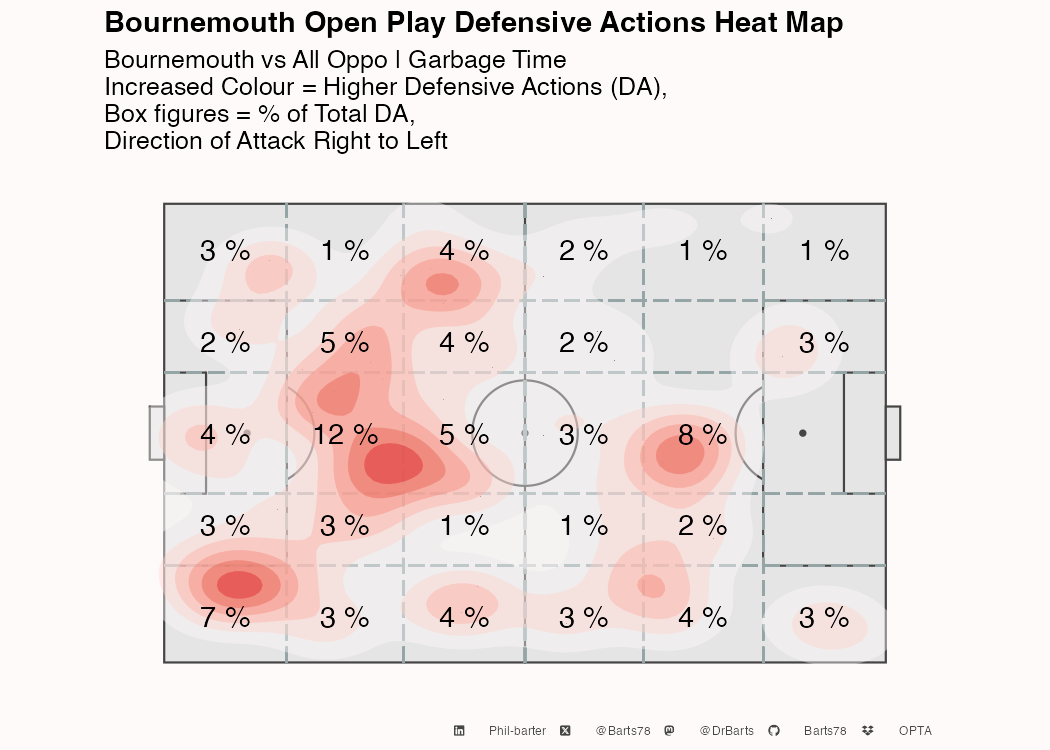 Bournemouth Open Play Defensive Actions Heat Map
Bournemouth vs All Oppo | Garbage Time
Increased Colour = Higher Defensive Actions (DA),
Box figures = % of Total DA,
Direction of Attack Right to Left
3 % 1 % 4 % 2 % 1 % 1 %
2 % 5 % 4 % 2 % 3 %
4 % 12 % 5 % 3 % 8 %
3 % 3 % 1 % 1 % 2 %
7 % 3 % 4 % 3 % 4 % 3 %
Phil-barter @Barts78 @DrBarts Barts78 OPTA